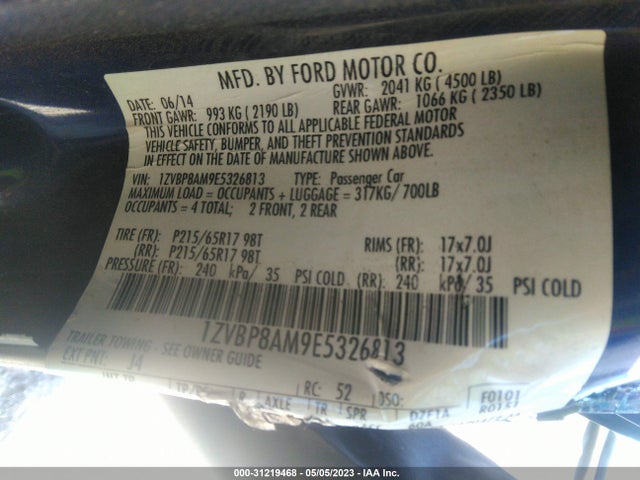 MFD. BY FORD MOTOR CO.
DATE: 06/14 GVWR: 2041 KG ( 4500 LB)
FRONT GAWR: 993 KG ( 2190 LB) REAR GAWR: 1066 KG ( 2350 LB)
THIS VEHICLE CONFORMS TO ALL APPLICABLE FEDERAL MOTOR
VEHICLE SAFETY, BUMPER, AND THEFT PREVENTION STANDARDS
IN EFFECT ON THE DATE OF MANUFACTURE SHOWN ABOVE.
VIN: 1ZVBP8AM9E5326813 TYPE: Passenger Car
MAXIMUM LOAD = OCCUPANTS + LUGGAGE = 317KG/ 700LB
OCCUPANTS = 4 TOTAL; 2 FRONT, 2 REAR
TIRE (FR): P215/65R17 98T RIMS (FR): 17x7.0J
(RR): P215/65R17 98T (RR): 17x7.0J
PRESSURE (FR): 240 kPa/ 35 PSI COLD (RR): 240 kPa/ 35 PSI COLD
1ZVBP8AM9E5326813
TRAILER TOWING - SEE OWNER GUIDE
EXT PNT: J4 RC: 52 DSO: F0101
R AXLE TR SPR
000-31219468 - 05/05/2023 - IAA Inc.